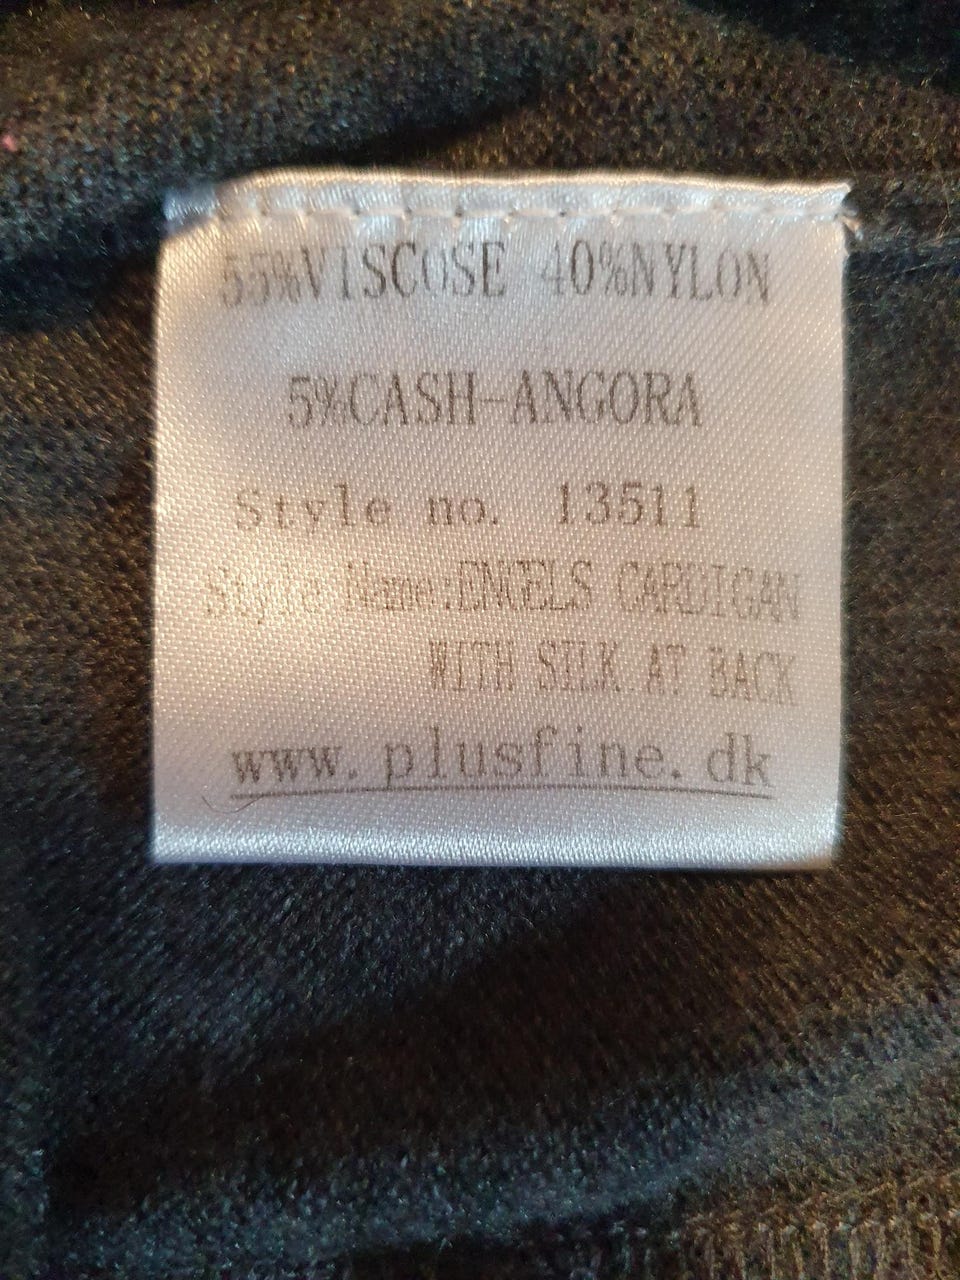 55%VISCOSE 40%NYLON
5%CASH-ANGORA
Style no. 13511
Style Name:ENGELS CARDIGAN
WITH SILK AT BACK
www.plusfine.dk